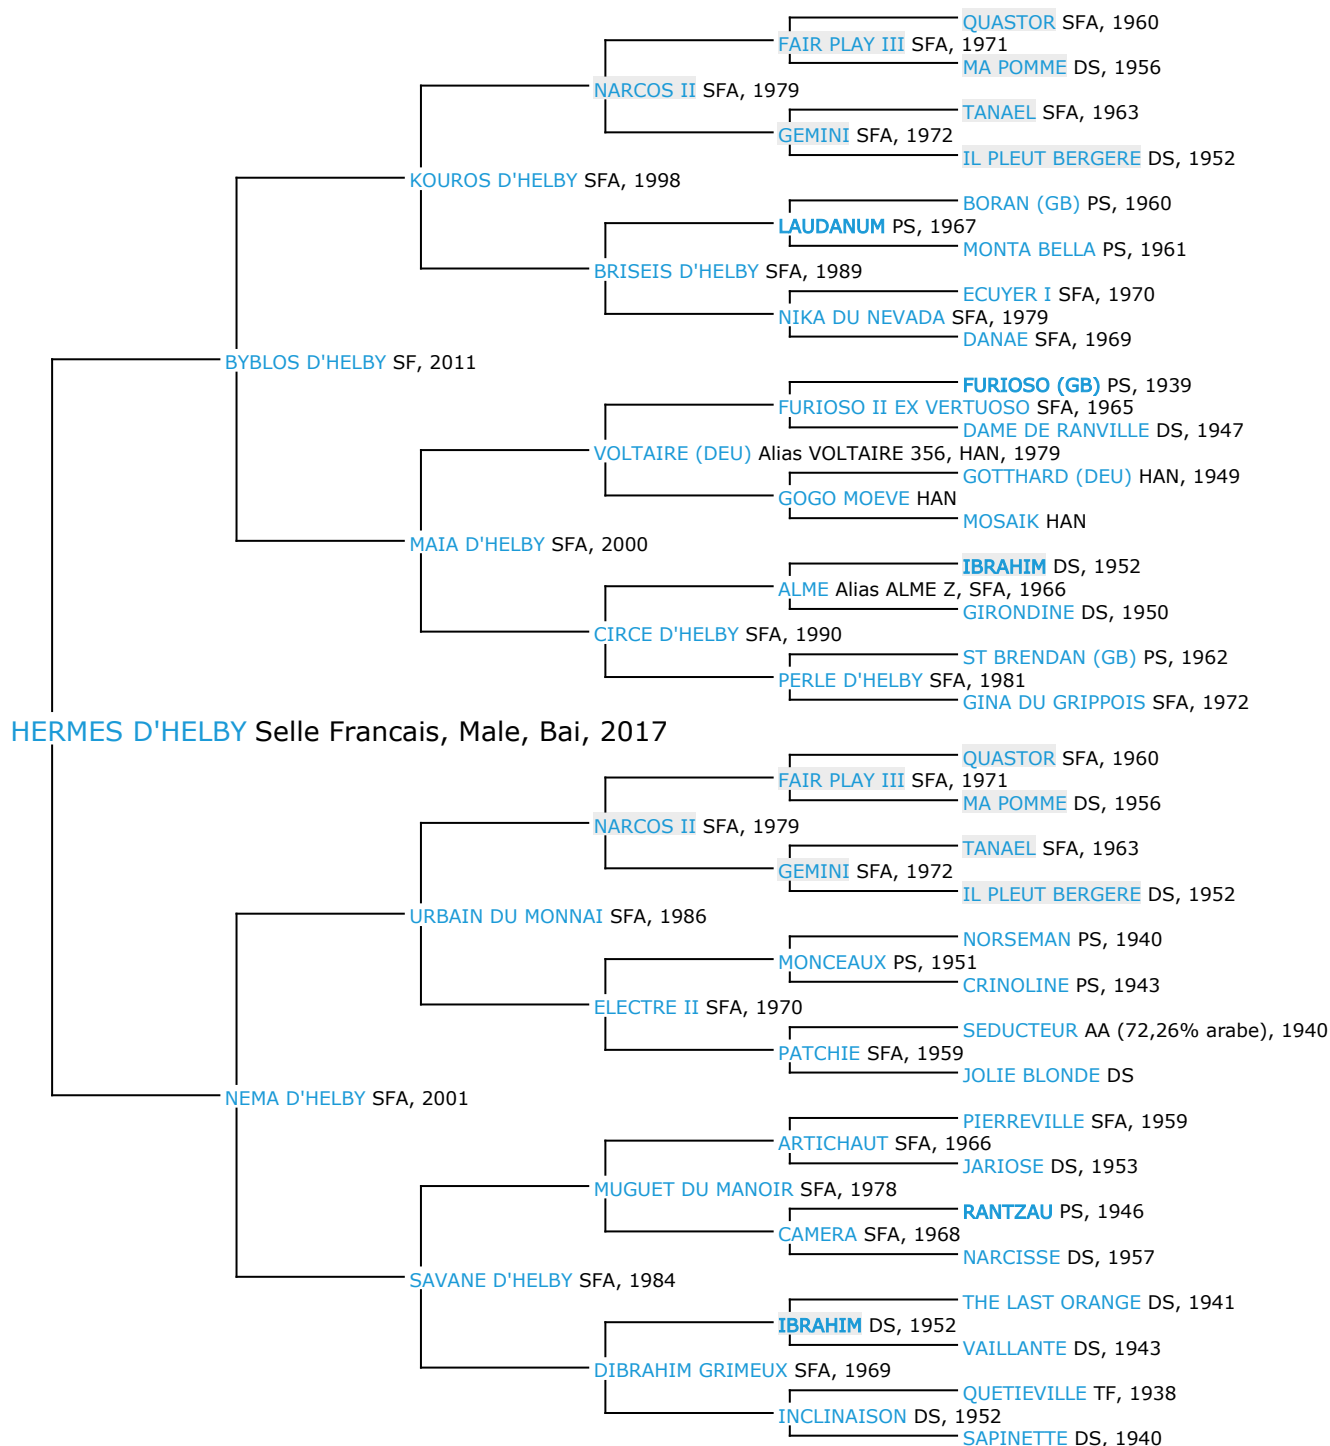 QUASTOR SFA, 1960
FAIR PLAY III SFA, 1971
MA POMME DS, 1956
NARCOS II SFA, 1979
TANAEL SFA, 1963
GEMINI SFA, 1972
IL PLEUT BERGERE DS, 1952
KOUROS D'HELBY SFA, 1998
BORAN (GB) PS, 1960
LAUDANUM PS, 1967
MONTA BELLA PS, 1961
BRISEIS D'HELBY SFA, 1989
ECUYER I SFA, 1970
NIKA DU NEVADA SFA, 1979
DANAE SFA, 1969
BYBLOS D'HELBY SF, 2011
FURIOSO (GB) PS, 1939
FURIOSO II EX VERTUOSO SFA, 1965
DAME DE RANVILLE DS, 1947
VOLTAIRE (DEU) Alias VOLTAIRE 356, HAN, 1979
GOTTHARD (DEU) HAN, 1949
GOGO MOEVE HAN
MOSAIK HAN
MAIA D'HELBY SFA, 2000
IBRAHIM DS, 1952
ALME Alias ALME Z, SFA, 1966
GIRONDINE DS, 1950
CIRCE D'HELBY SFA, 1990
ST BRENDAN (GB) PS, 1962
PERLE D'HELBY SFA, 1981
GINA DU GRIPPOIS SFA, 1972
HERMES D'HELBY Selle Francais, Male, Bai, 2017
QUASTOR SFA, 1960
FAIR PLAY III SFA, 1971
MA POMME DS, 1956
NARCOS II SFA, 1979
TANAEL SFA, 1963
GEMINI SFA, 1972
IL PLEUT BERGERE DS, 1952
URBAIN DU MONNAI SFA, 1986
NORSEMAN PS, 1940
MONCEAUX PS, 1951
CRINOLINE PS, 1943
ELECTRE II SFA, 1970
SEDUCTEUR AA (72,26% arabe), 1940
PATCHIE SFA, 1959
JOLIE BLONDE DS
NEMA D'HELBY SFA, 2001
PIERREVILLE SFA, 1959
ARTICHAUT SFA, 1966
JARIOSE DS, 1953
MUGUET DU MANOIR SFA, 1978
RANTZAU PS, 1946
CAMERA SFA, 1968
NARCISSE DS, 1957
SAVANE D'HELBY SFA, 1984
THE LAST ORANGE DS, 1941
IBRAHIM DS, 1952
VAILLANTE DS, 1943
DIBRAHIM GRIMEUX SFA, 1969
QUETIEVILLE TF, 1938
INCLINAISON DS, 1952
SAPINETTE DS, 1940